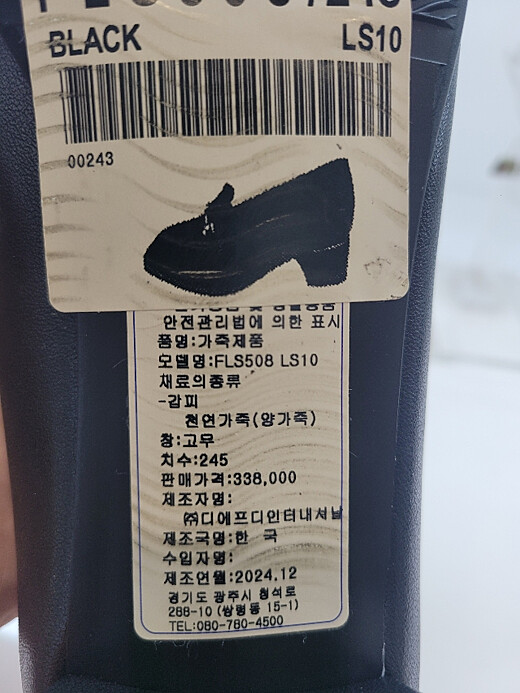 BLACK LS10
00243
안전관리법에 의한 표시
품명:가죽제품
모델명:FLS508 LS10
채료의종류
-갑피
천연가죽(양가죽)
창:고무
치수:245
판매가격:338,000
제조자명:
㈜디에프디인터내셔날
제조국명:한 국
수입자명:
제조연월:2024.12
경기도 광주시 청석로
288-10 (쌍령동 15-1)
TEL:080-780-4500